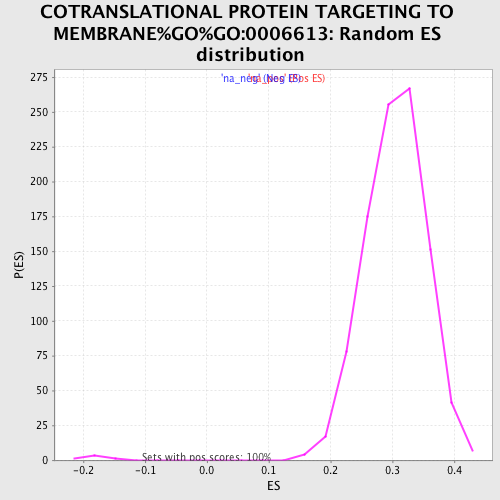 COTRANSLATIONAL PROTEIN TARGETING TO
MEMBRANE%GO%GO:0006613: Random ES
distribution
275
250
225
200
175
150
125
100
75
50
25
0
P(ES)
Sets with pos scores: 100%
-0.2 -0.1 0.0 0.1 0.2 0.3 0.4
ES